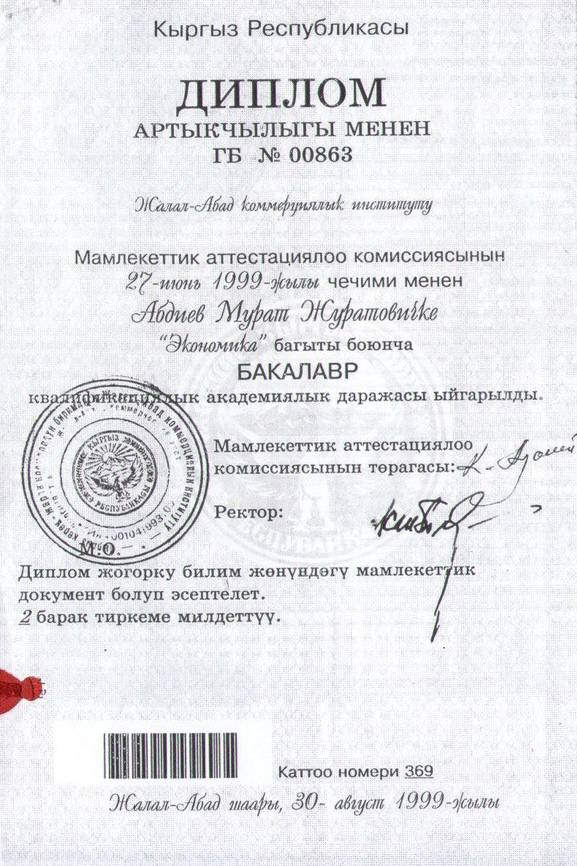 Кыргыз Республикасы
ДИПЛОМ
АРТЫКЧЫЛЫГЫ МЕНЕН
ГБ № 00863
Жалал-Абад коммерциялык институту
Мамлекеттик аттестациялоо комиссиясынын
27-июнь 1999-жылы чечими менен
Абдиев Мурат Журатовичке
"Экономика" багыты боюнча
БАКАЛАВР
квалификациялык академиялык даражасы ыйгарылды.
Мамлекеттик аттестациялоо
комиссиясынын төрагасы:
Ректор:
М.О.
Диплом жогорку билим жөнүндөгү мамлекеттик
документ болуп эсептелет.
2 барак тиркеме милдеттүү.
Каттоо номери 369
Жалал-Абад шаары, 30- август 1999-жылы